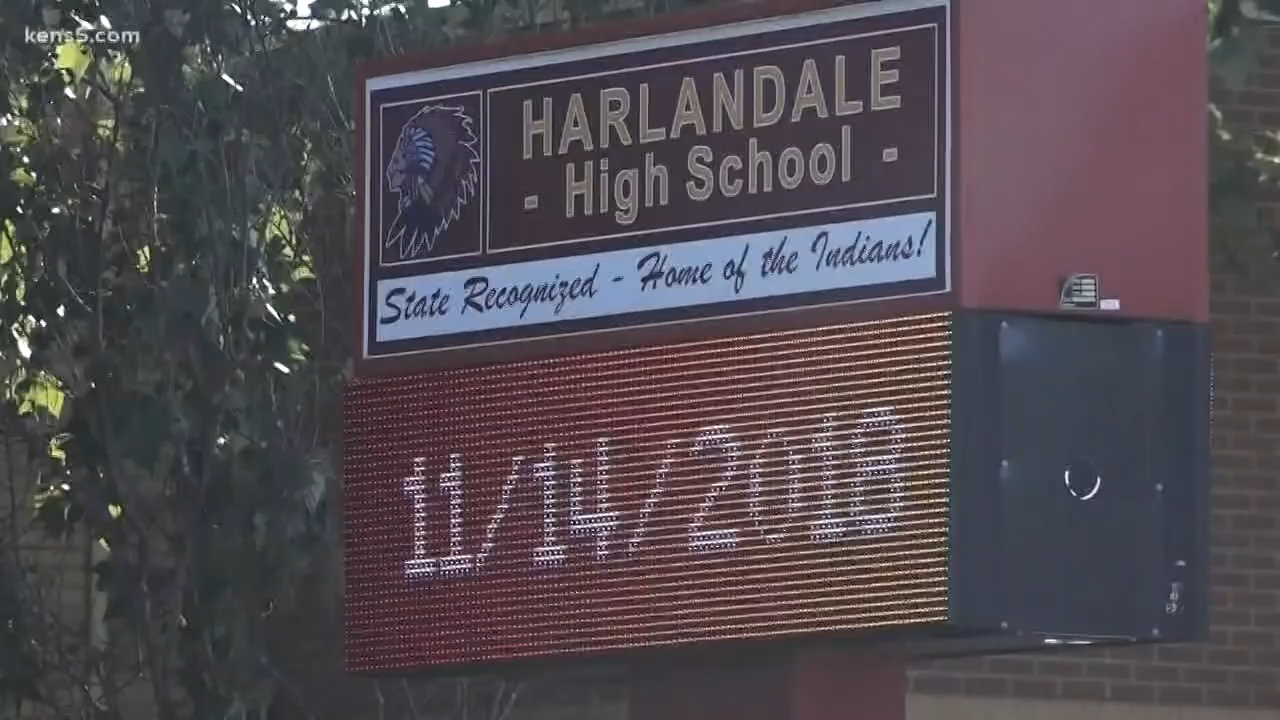 kens5.com
HARLANDALE
- High School -
State Recognized - Home of the Indians!
11/14/2018